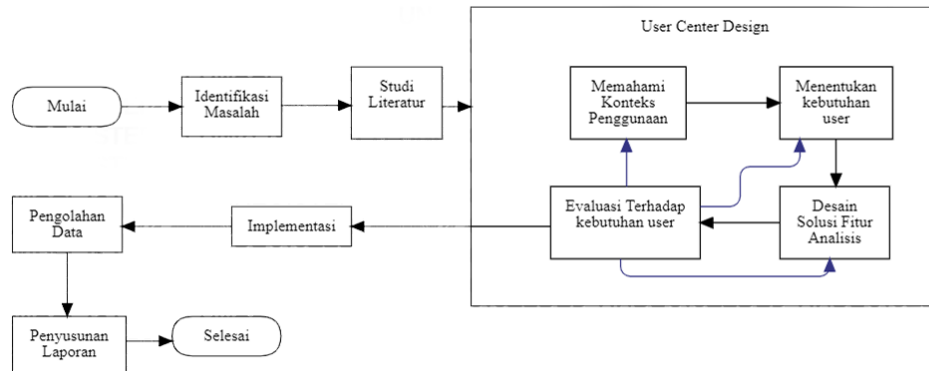 User Center Design
Mulai
Identifikasi
Masalah
Studi
Literatur
Memahami
Konteks
Penggunaan
Menentukan
kebutuhan
user
Pengolahan
Data
Implementasi
Evaluasi Terhadap
kebutuhan user
Desain
Solusi Fitur
Analisis
Penyusunan
Laporan
Selesai